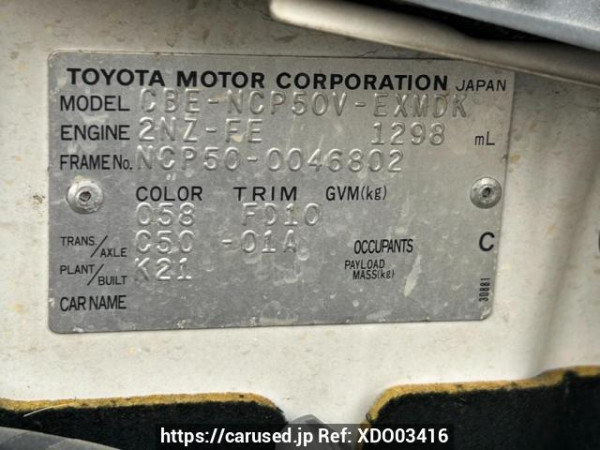 TOYOTA MOTOR CORPORATION JAPAN
MODEL CBE-NCP50V-EXMDK
ENGINE 2NZ-FE 1298 mL
FRAME No. NCP50-0046802
COLOR TRIM GVM(kg)
058 FD10
TRANS/AXLE C50 -01A OCCUPANTS C
PLANT/BUILT K21 PAYLOAD MASS(kg)
CAR NAME
30881
https://carused.jp Ref: XDO03416